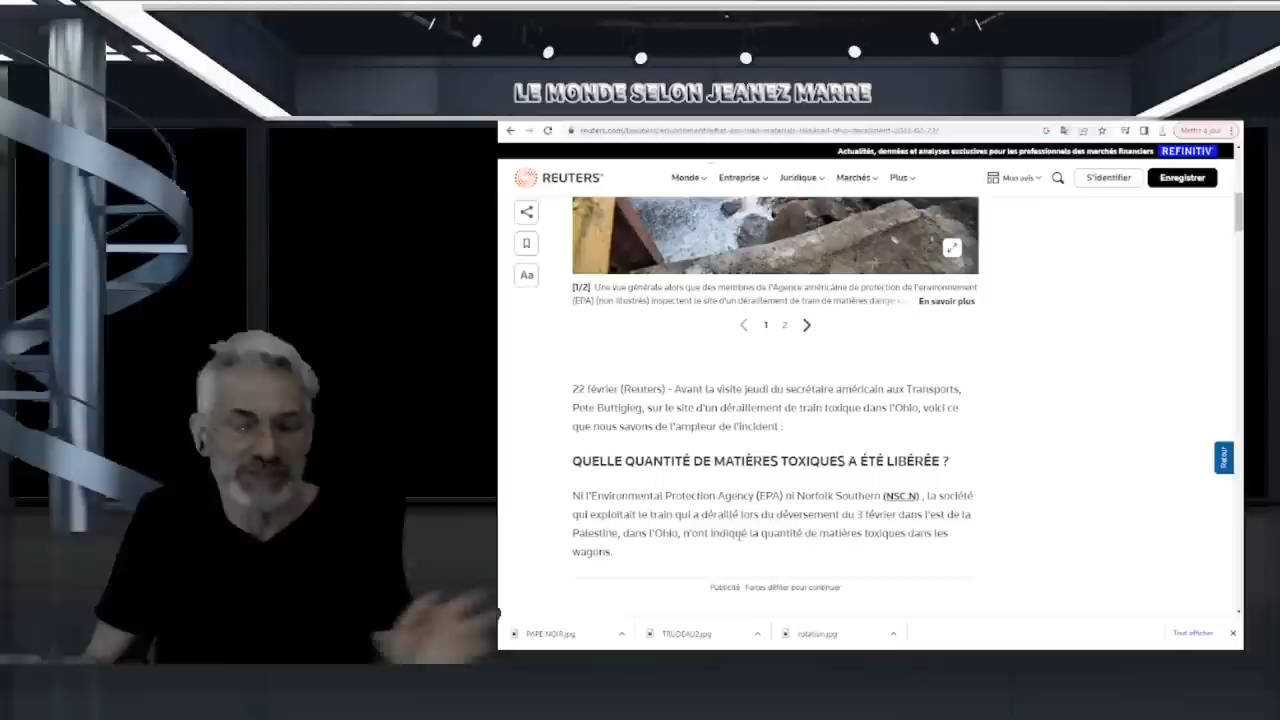 LE MONDE SELON JEANEZ MARRE
Mettre à jour
Actualités, données et analyses exclusives pour les professionnels des marchés financiers REFINITIV
REUTERS Monde Entreprise Juridique Marchés Plus Mon avis S'identifier Enregistrer
Aa
[1/2] Une vue générale alors que des membres de l'Agence américaine de protection de l'environnement
(EPA) (non illustrés) inspectent le site d'un déraillement de train de matières En savoir plus
1 2
22 février (Reuters) - Avant la visite jeudi du secrétaire américain aux Transports,
Pete Buttigieg, sur le site d'un déraillement de train toxique dans l'Ohio, voici ce
que nous savons de l'ampleur de l'incident :
Retour
QUELLE QUANTITÉ DE MATIÈRES TOXIQUES A ÉTÉ LIBÉRÉE ?
Ni l'Environmental Protection Agency (EPA) ni Norfolk Southern (NSC.N) , la société
qui exploitait le train qui a déraillé lors du déversement du 3 février dans l'est de la
Palestine, dans l'Ohio, n'ont indiqué la quantité de matières toxiques dans les
wagons.
Publicité Faites défiler pour continuer
PAPE NOIR.jpg TRUDEAU2.jpg rotation.jpg Tout afficher